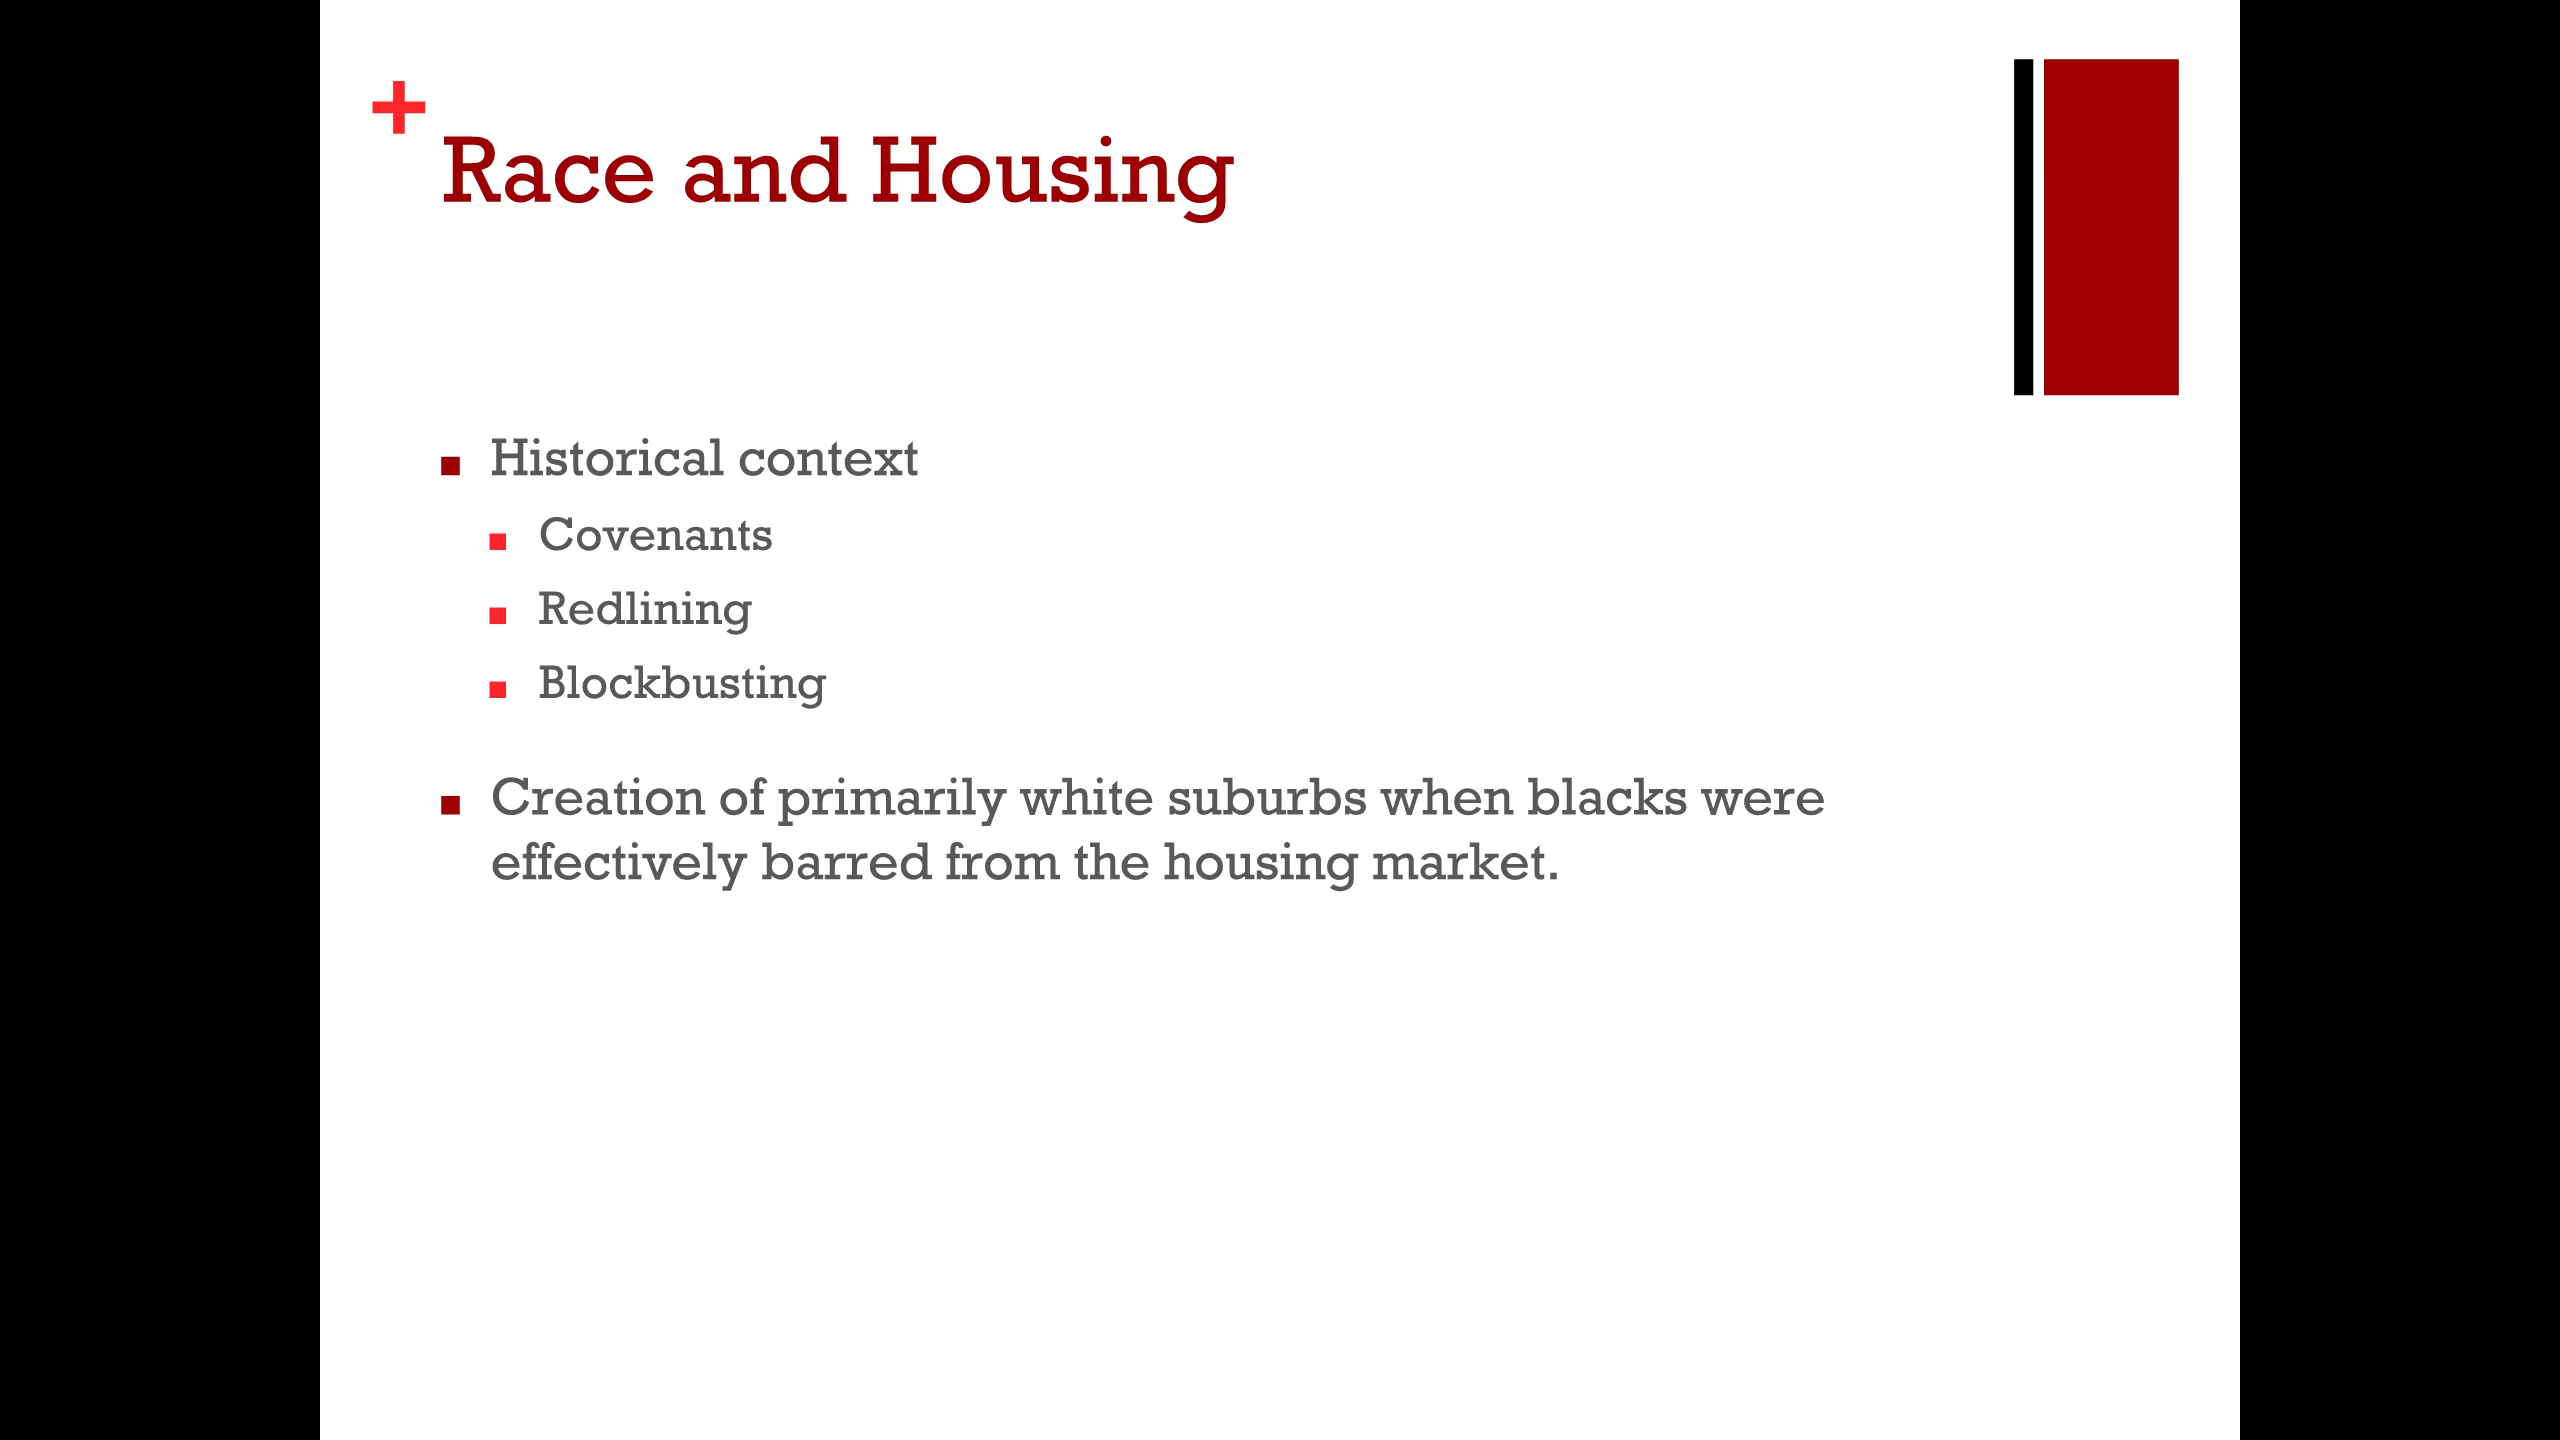 +
Race and Housing
Historical context
Covenants
Redlining
Blockbusting
Creation of primarily white suburbs when blacks were
effectively barred from the housing market.